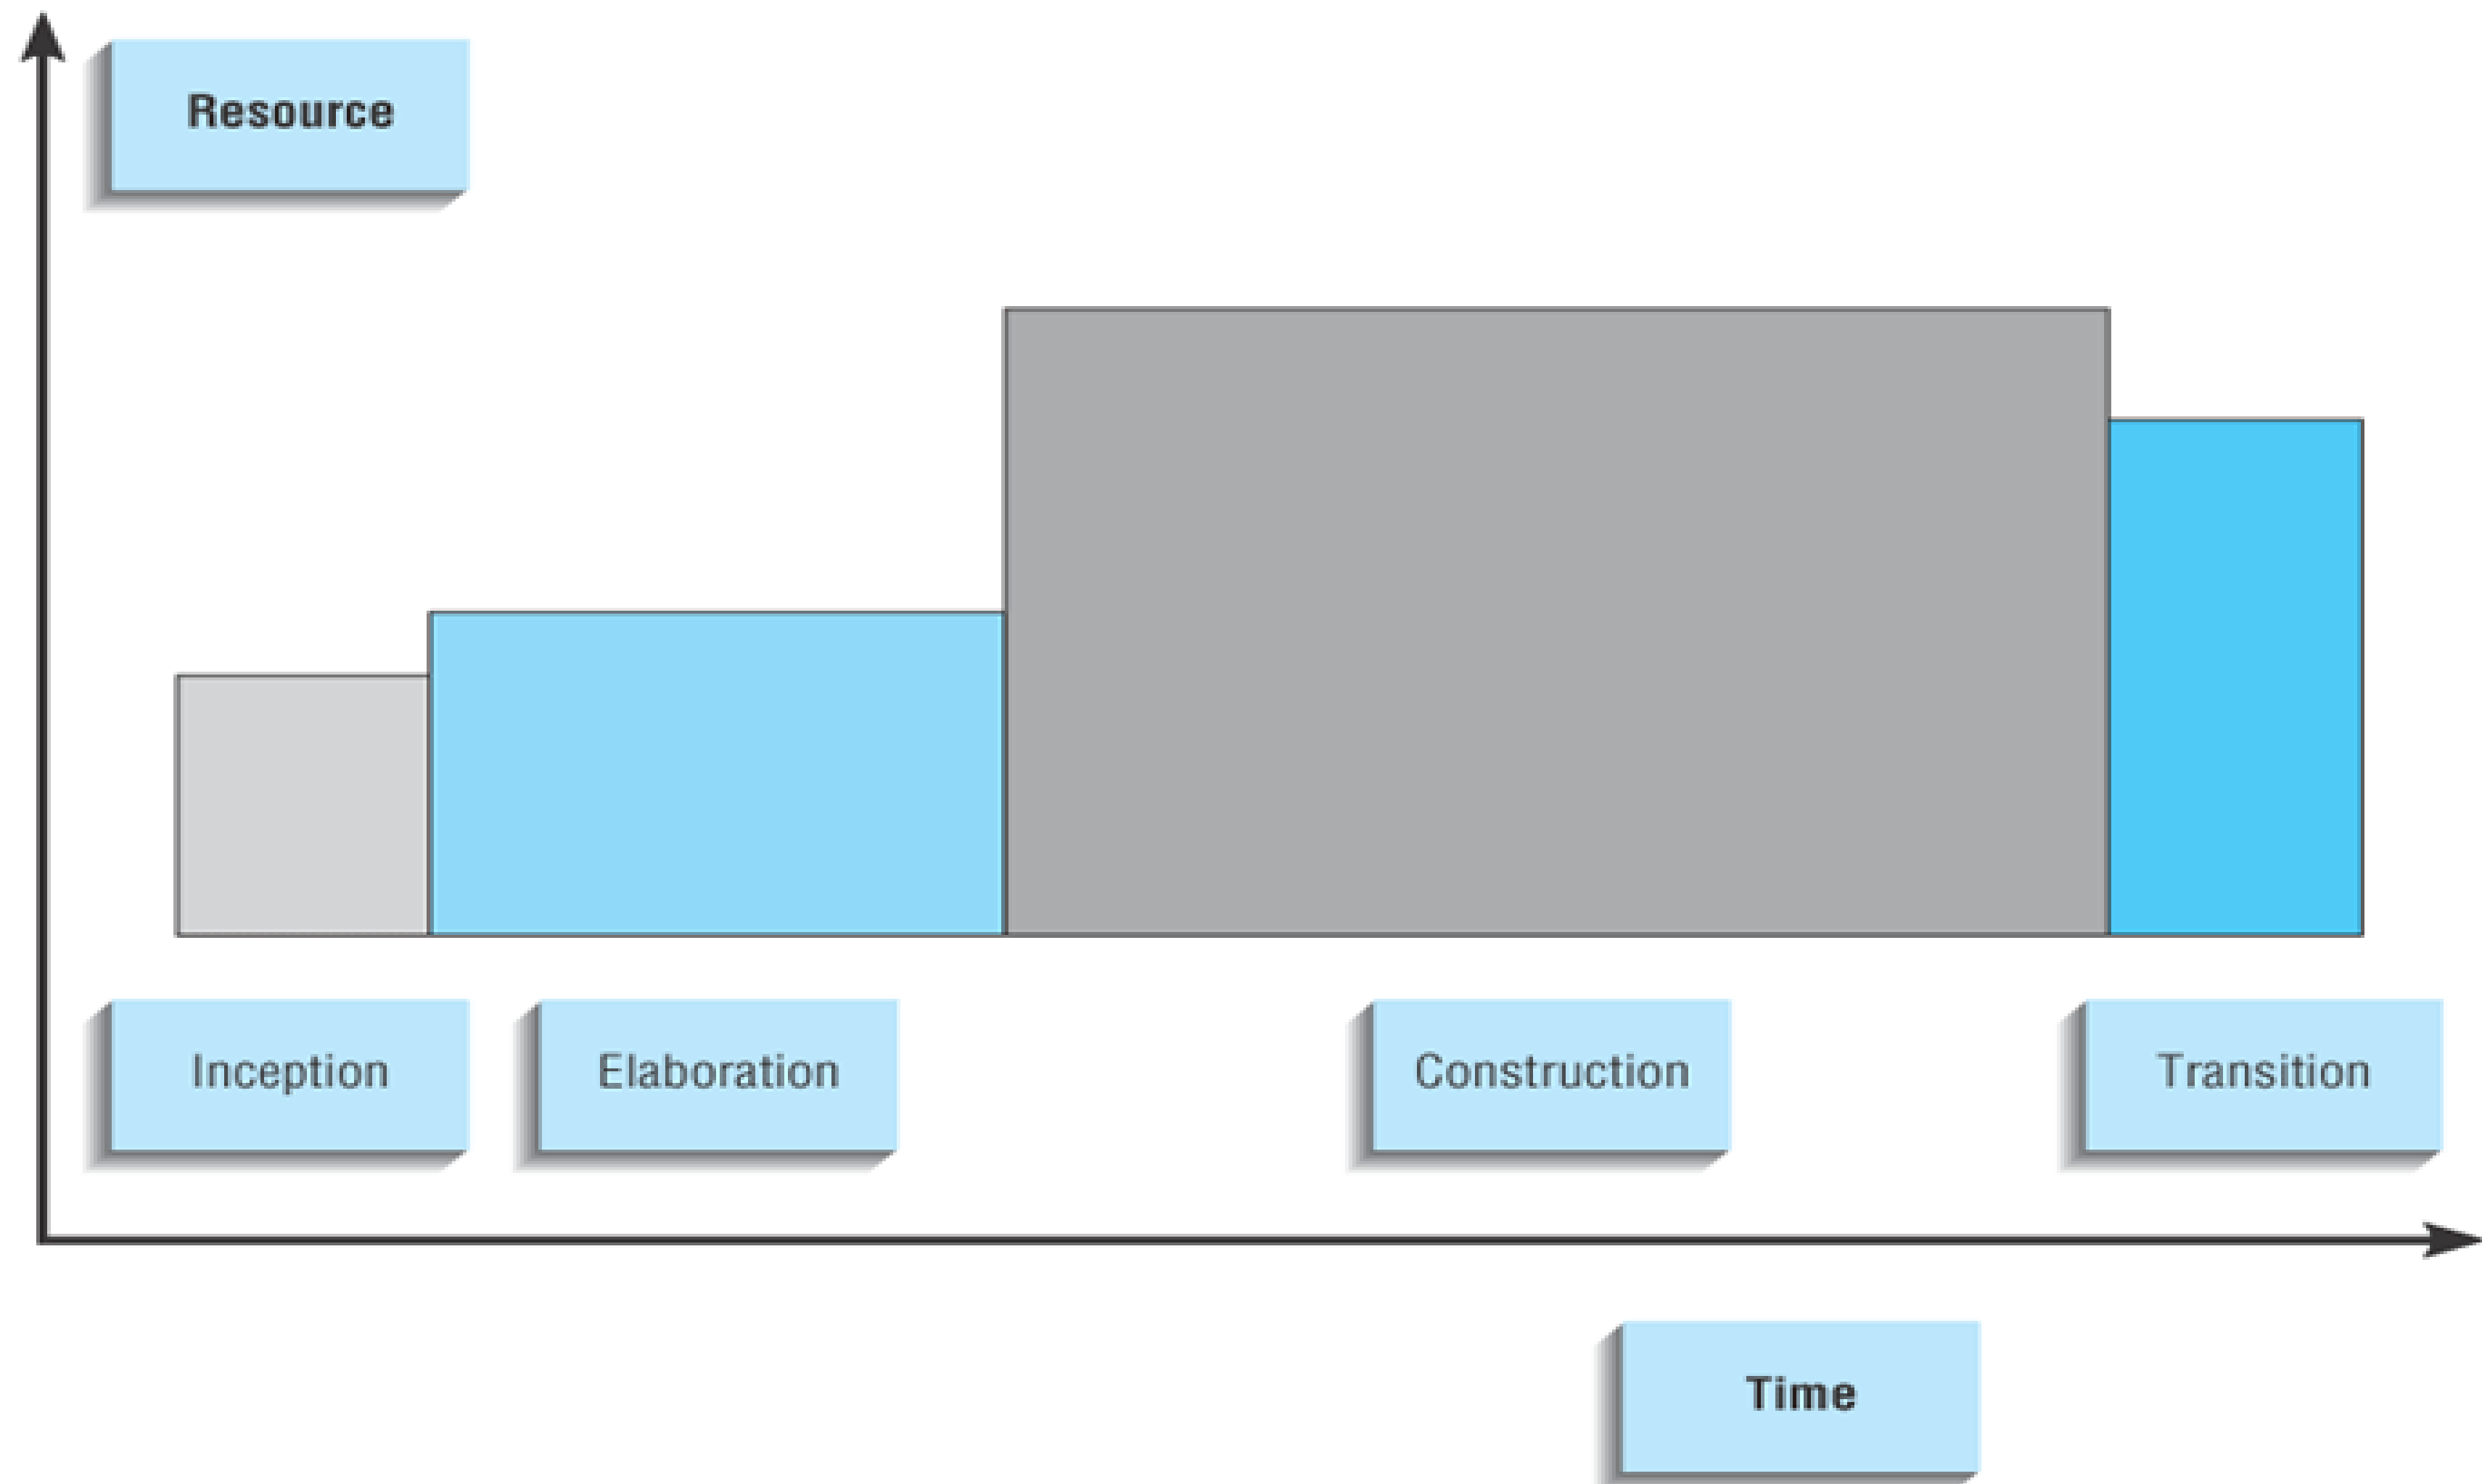 Resource
Inception
Elaboration
Construction
Transition
Time